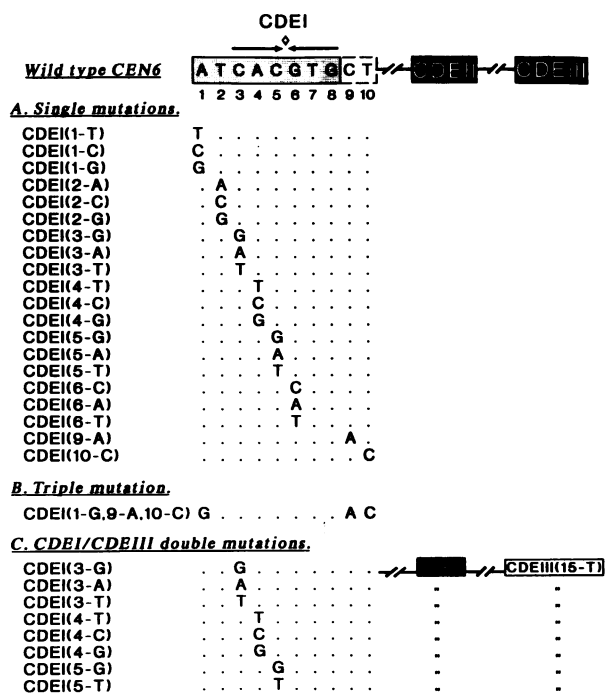 CDEI
Wild type CEN6 A T C A C G T G C T CDEII CDEIII
1 2 3 4 5 6 7 8 9 10
A. Single mutations.
CDEI(1-T) T . . . . . . . . .
CDEI(1-C) C . . . . . . . . .
CDEI(1-G) G . . . . . . . . .
CDEI(2-A) . A . . . . . . . .
CDEI(2-C) . C . . . . . . . .
CDEI(2-G) . G . . . . . . . .
CDEI(3-G) . . G . . . . . . .
CDEI(3-A) . . A . . . . . . .
CDEI(3-T) . . T . . . . . . .
CDEI(4-T) . . . T . . . . . .
CDEI(4-C) . . . C . . . . . .
CDEI(4-G) . . . G . . . . . .
CDEI(5-G) . . . . G . . . . .
CDEI(5-A) . . . . A . . . . .
CDEI(5-T) . . . . T . . . . .
CDEI(6-C) . . . . . C . . . .
CDEI(6-A) . . . . . A . . . .
CDEI(6-T) . . . . . T . . . .
CDEI(9-A) . . . . . . . . A .
CDEI(10-C) . . . . . . . . . C
B. Triple mutation.
CDEI(1-G,9-A,10-C) G . . . . . . . A C
C. CDEI/CDEIII double mutations.
CDEI(3-G) . . G . . . . . . . CDEIII(15-T)
CDEI(3-A) . . A . . . . . . . " "
CDEI(3-T) . . T . . . . . . . " "
CDEI(4-T) . . . T . . . . . . " "
CDEI(4-C) . . . C . . . . . . " "
CDEI(4-G) . . . G . . . . . . " "
CDEI(5-G) . . . . G . . . . . " "
CDEI(5-T) . . . . T . . . . . " "